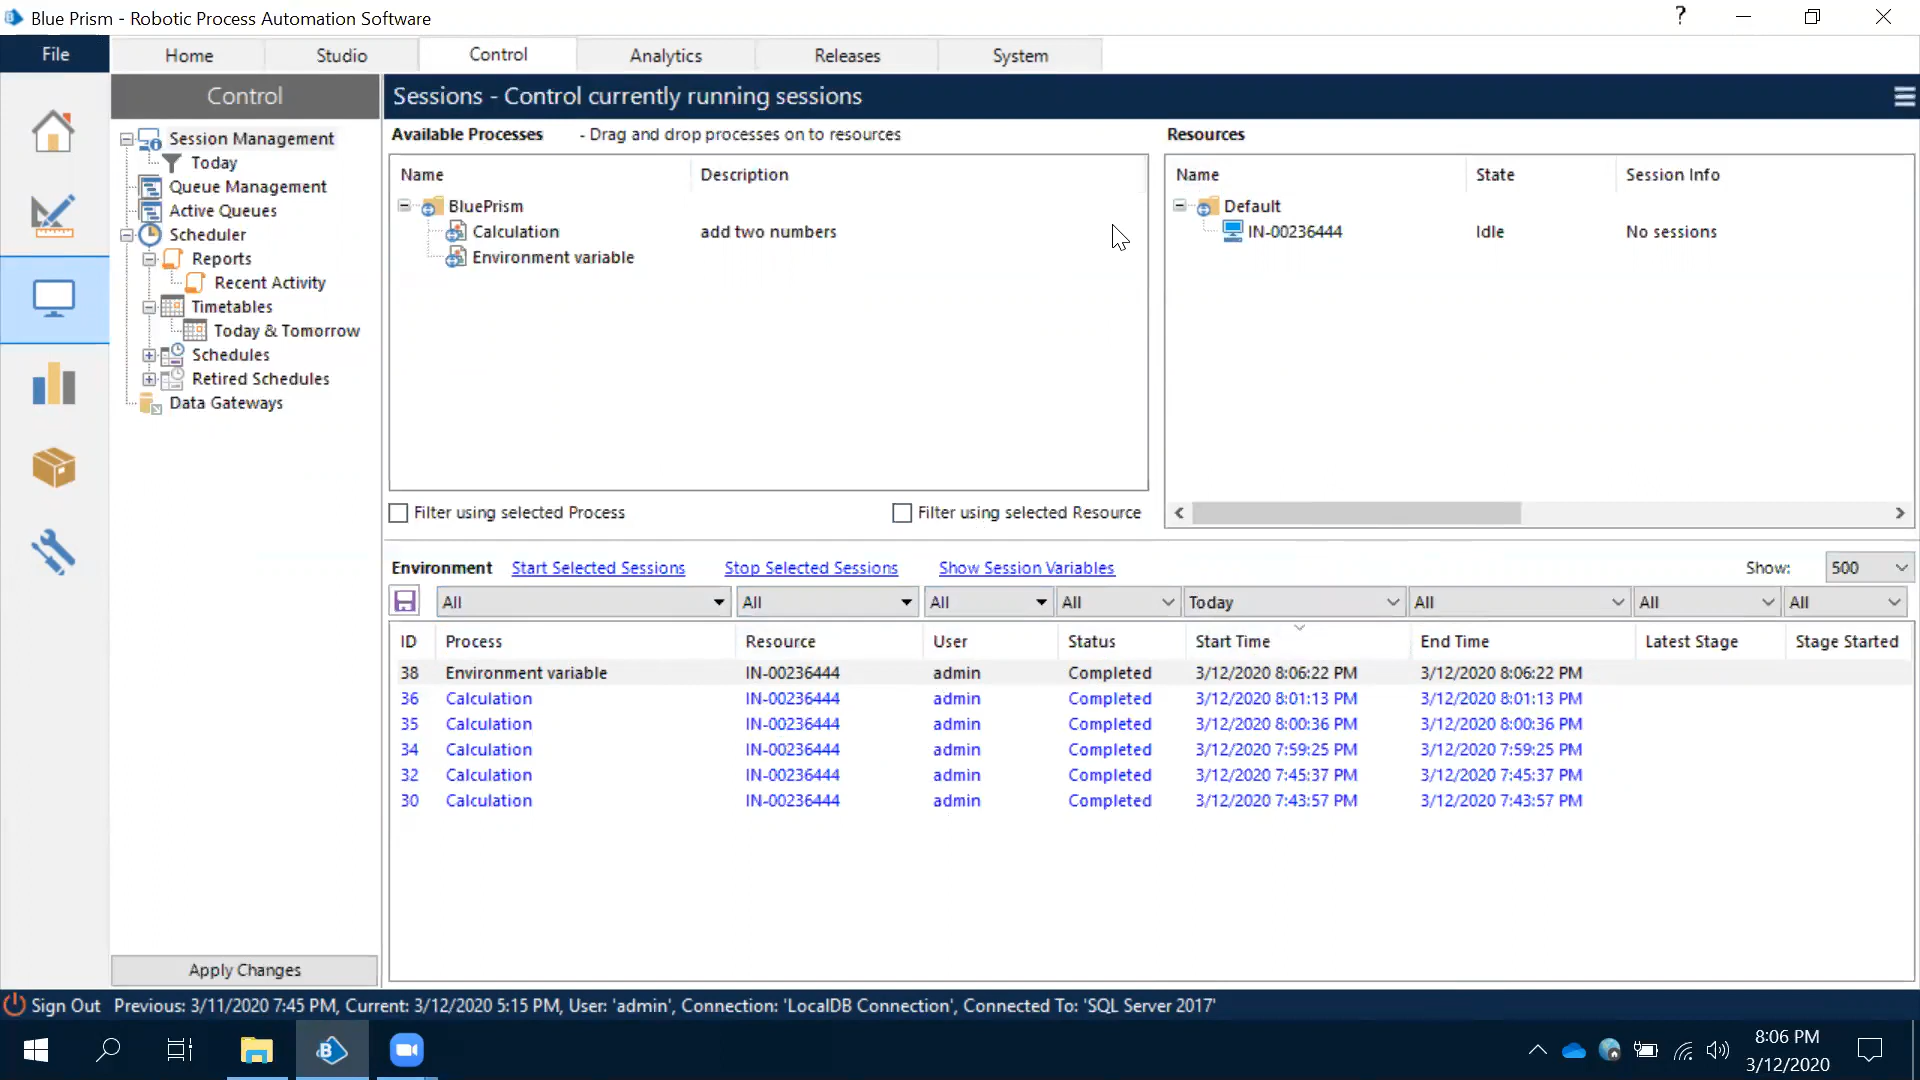 Blue Prism - Robotic Process Automation Software
?
File Home Studio Control Analytics Releases System
Control
Sessions - Control currently running sessions
Session Management
Today
Queue Management
Active Queues
Scheduler
Reports
Recent Activity
Timetables
Today & Tomorrow
Schedules
Retired Schedules
Data Gateways
Apply Changes
Available Processes - Drag and drop processes on to resources
Name Description
BluePrism
Calculation add two numbers
Environment variable
Filter using selected Process Filter using selected Resource
Resources
Name State Session Info
Default
IN-00236444 Idle No sessions
Environment Start Selected Sessions Stop Selected Sessions Show Session Variables Show: 500
All All All All Today All All All
ID Process Resource User Status Start Time End Time Latest Stage Stage Started
38 Environment variable IN-00236444 admin Completed 3/12/2020 8:06:22 PM 3/12/2020 8:06:22 PM
36 Calculation IN-00236444 admin Completed 3/12/2020 8:01:13 PM 3/12/2020 8:01:13 PM
35 Calculation IN-00236444 admin Completed 3/12/2020 8:00:36 PM 3/12/2020 8:00:36 PM
34 Calculation IN-00236444 admin Completed 3/12/2020 7:59:25 PM 3/12/2020 7:59:25 PM
32 Calculation IN-00236444 admin Completed 3/12/2020 7:45:37 PM 3/12/2020 7:45:37 PM
30 Calculation IN-00236444 admin Completed 3/12/2020 7:43:57 PM 3/12/2020 7:43:57 PM
Sign Out Previous: 3/11/2020 7:45 PM, Current: 3/12/2020 5:15 PM, User: 'admin', Connection: 'LocalDB Connection', Connected To: 'SQL Server 2017'
B
8:06 PM
3/12/2020